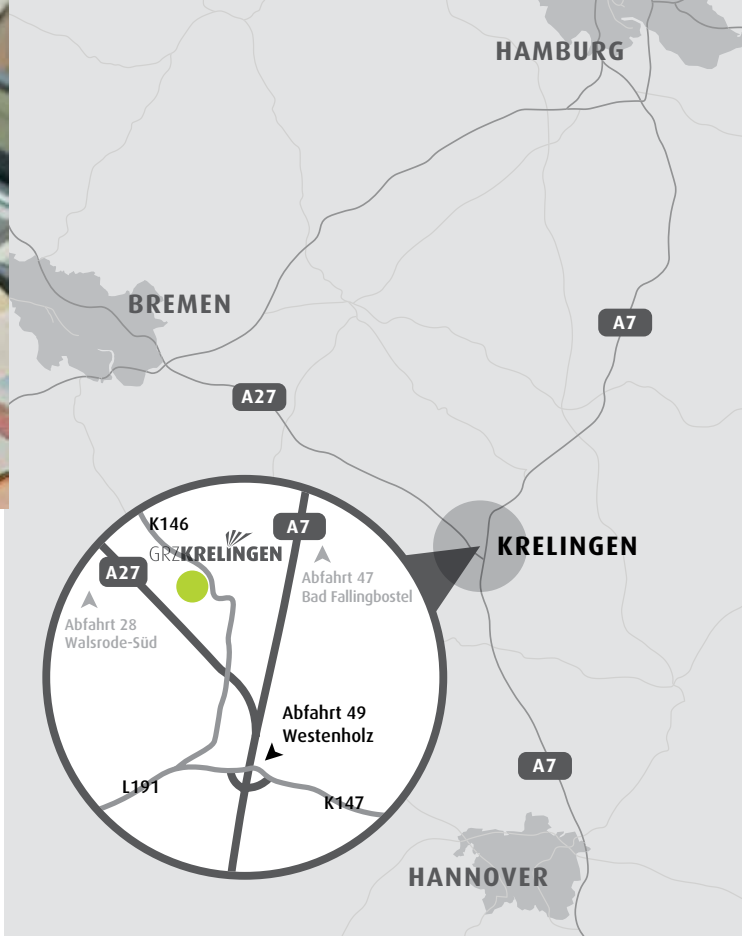 HAMBURG
BREMEN
A7
A27
KRELINGEN
K146
GRZKRELINGEN
A7
A27
Abfahrt 47
Bad Fallingbostel
Abfahrt 28
Walsrode-Süd
Abfahrt 49
Westenholz
L191
K147
A7
HANNOVER